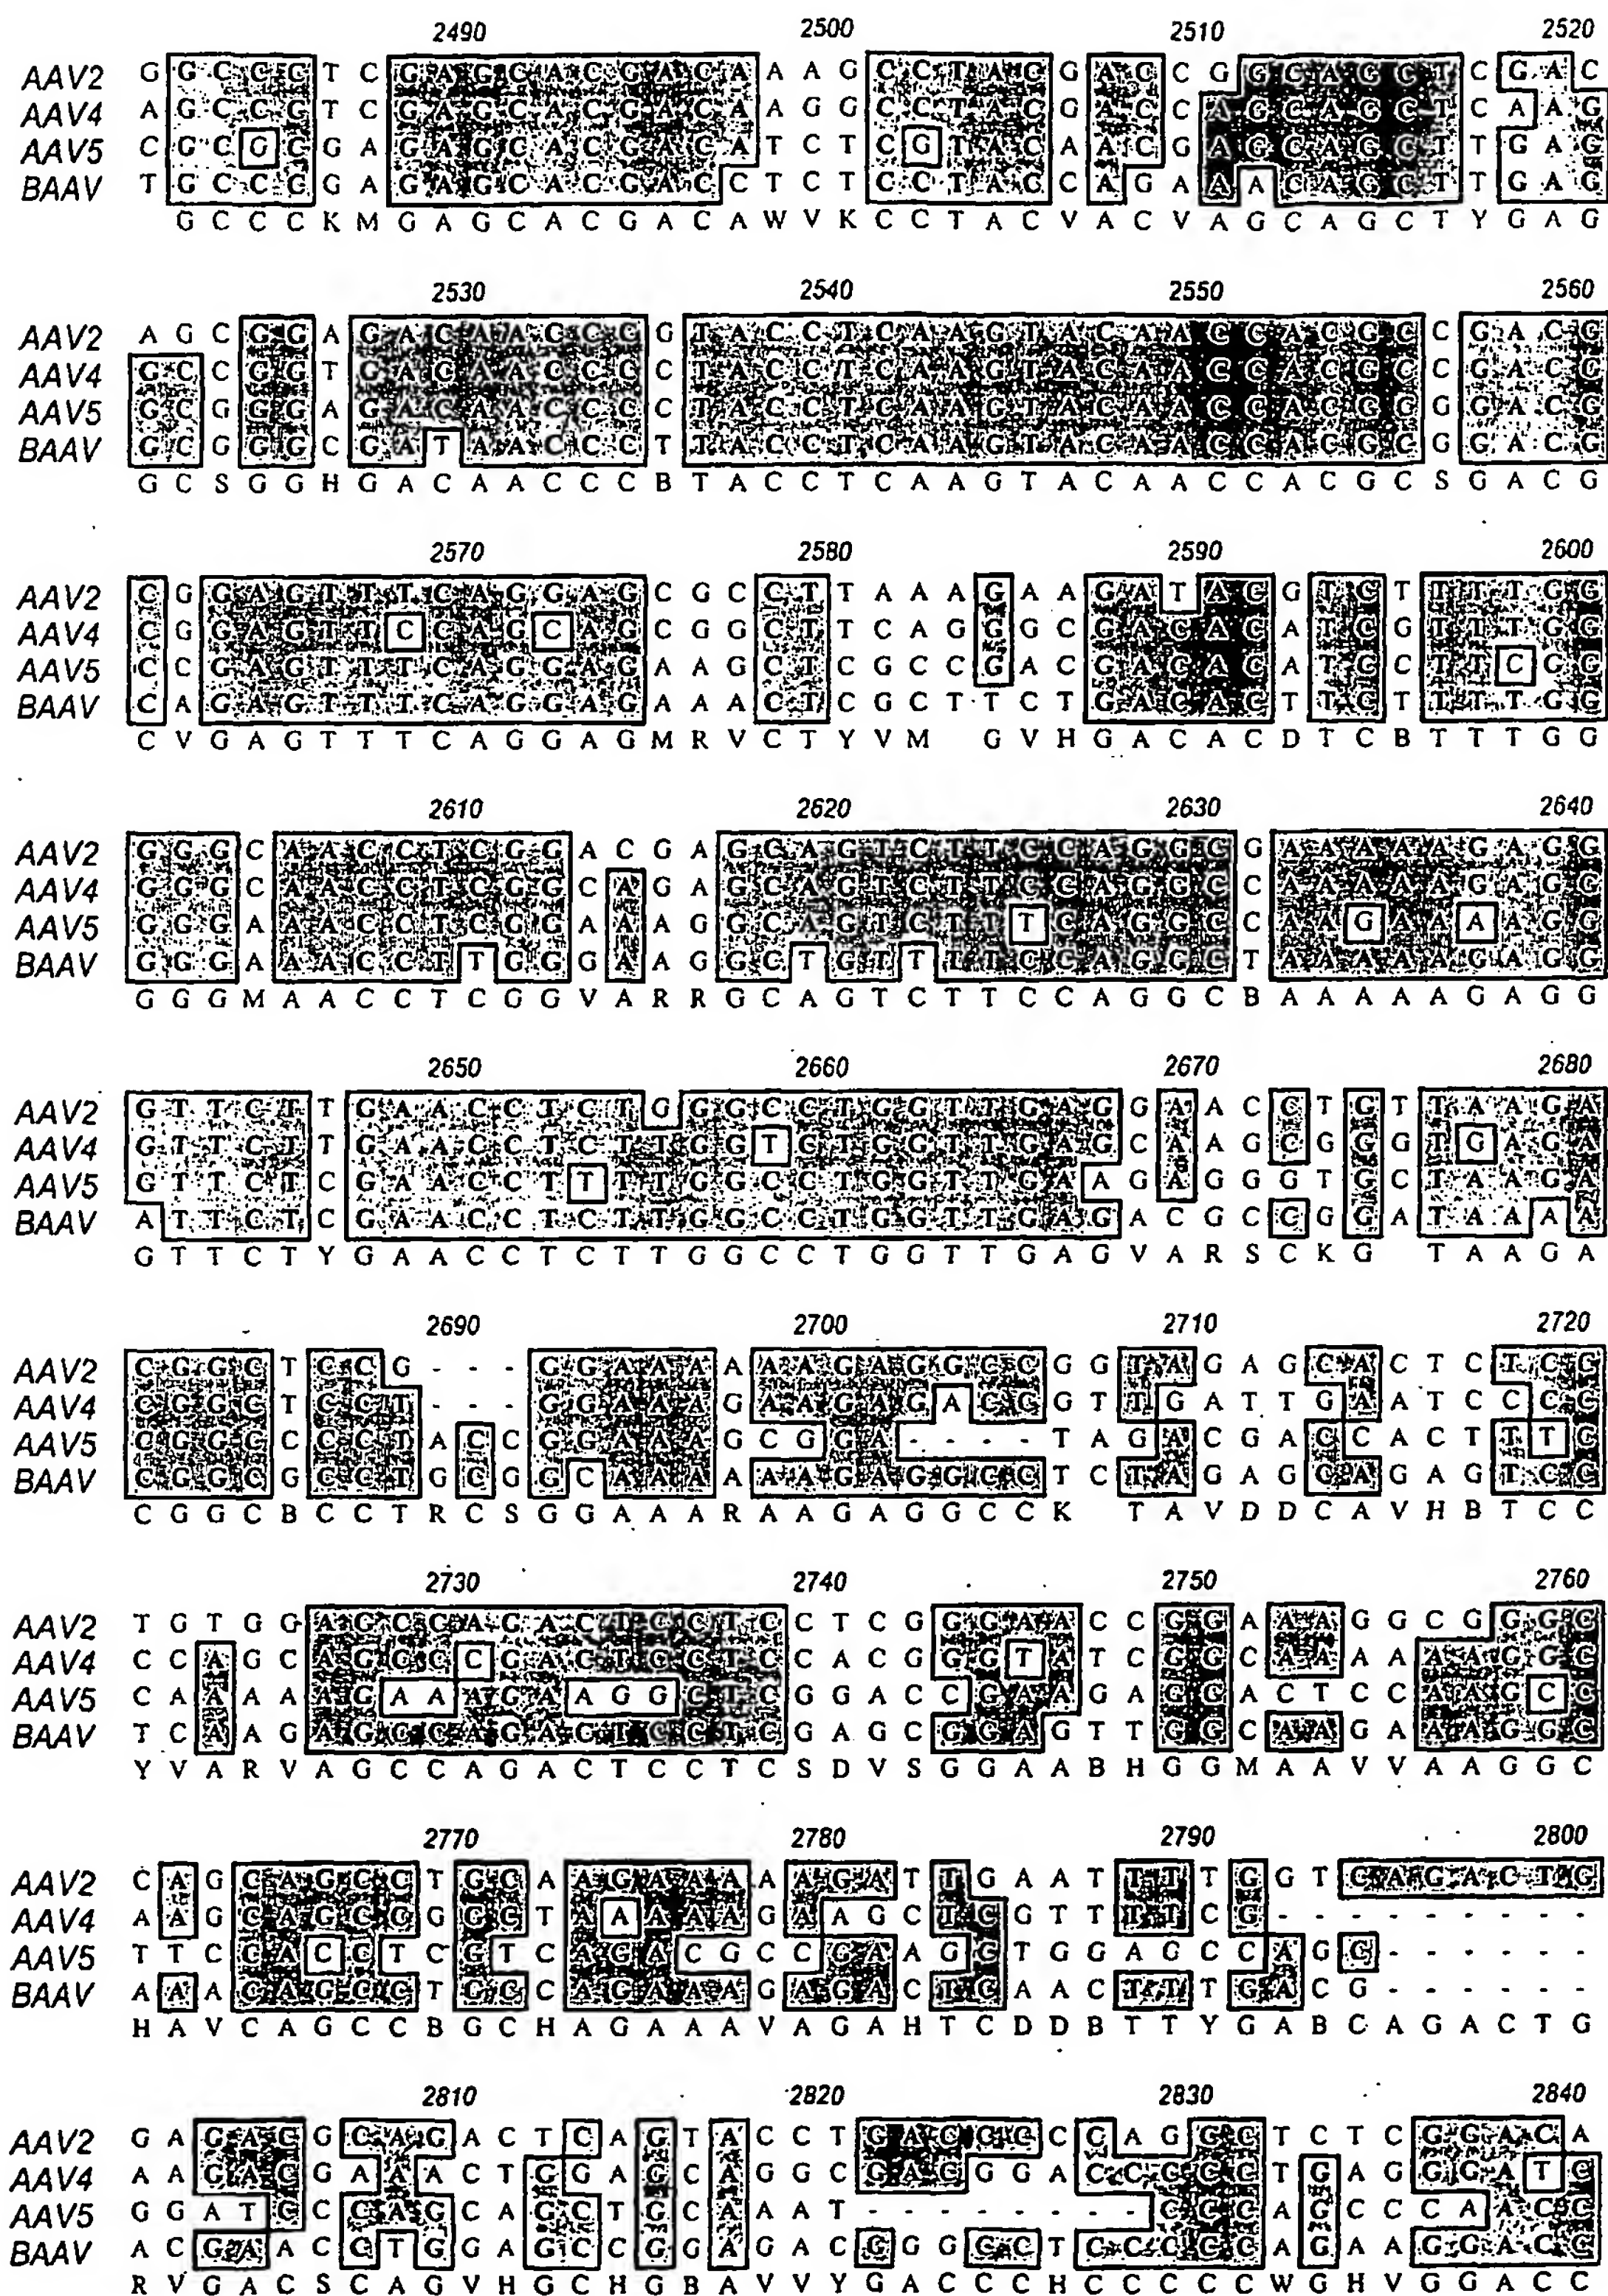 2490 2500 2510 2520
AAV2 G G C C C T C G A G C A C G A C A A A G C C T A C G A C C G G C A G C T C G A C
AAV4 A G C C C T C G A G C A C G A C A A G G C C T A C G A C C A G C A G C T C A A G
AAV5 C G C G C G A G A G C A C G A C A T C T C G T A C A A C G A G C A G C T T G A G
BAAV T G C C C G A G A G C A C G A C C T C T C C T A C C A G A A A C A G C T T G A G
G C C C K M G A G C A C G A C A W V K C C T A C V A C V A G C A G C T Y G A G
2530 2540 2550 2560
AAV2 A G C G G A G A C A A C C C G T A C C T C A A G T A C A A C C A C G C C G A C G
AAV4 G C C G G T G A C A A C C C C T A C C T C A A G T A C A A C C A C G C C G A C C
AAV5 G C G G G A G A C A A C C C C T A C C T C A A G T A C A A C C A C G C G G A C G
BAAV G C G G G C G A T A A C C C T T A C C T C A A G T A C A A C C A C G C G G A C G
G C S G G H G A C A A C C C B T A C C T C A A G T A C A A C C A C G C S G A C G
2570 2580 2590 2600
AAV2 C G G A G T T T C A G G A G C G C C T T A A A G A A G A T A C G T C T T T T G G
AAV4 C G G A G T T C C A G C A G C G G C T T C A G G G C G A C A C A T C G T T T G G
AAV5 C C G A G T T T C A G G A G A A G C T C G C C G A C G A C A C A T C C T T C G G
BAAV C A G A G T T T C A G G A G A A A C T C G C T T C T G A C A C T T C T T T T G G
C V G A G T T T C A G G A G M R V C T Y V M G V H G A C A C D T C B T T T G G
2610 2620 2630 2640
AAV2 G G G C A A C C T C G G A C G A G C A G T C T T C C A G G C G A A A A A G A G G
AAV4 G G G C A A C C T C G G C A G A G C A G T C T T C C A G G C C A A A A A G A G G
AAV5 G G G A A A C C T C G G A A A G G C A G T C T T T C A G G C C A A G A A A A G G
BAAV G G G A A A C C T T G G G A A G G C T G T T T T C C A G G C T A A A A A G A G G
G G G M A A C C T C G G V A R R G C A G T C T T C C A G G C B A A A A A G A G G
2650 2660 2670 2680
AAV2 G T T C T T G A A C C T C T G G G C C T G G T T G A G G A A C C T G T T A A G A
AAV4 G T T C T T G A A C C T C T T G G T C T G G T T G A G C A A G C G G G T G A G A
AAV5 G T T C T C G A A C C T T T T G G C C T G G T T G A A G A G G G T G C T A A G A
BAAV A T T C T C G A A C C T C T T G G C C T G G T T G A G A C G C C G G A T A A A A
G T T C T Y G A A C C T C T T G G C C T G G T T G A G V A R S C K G T A A G A
2690 2700 2710 2720
AAV2 C G G C T C C G - - - G G A A A A A A G A G G C C G G T A G A G C A C T C T C C
AAV4 C G G C T C C T - - - G G A A A G A A G A G A C C G T T G A T T G A A T C C C C
AAV5 C G G C C C C T A C C G G A A A G C G G A - - - - T A G A C G A C C A C T T T C
BAAV C G G C G C C T G C G G C A A A A A A G A G G C C T C T A G A G C A G A G T C C
C G G C B C C T R C S G G A A A R A A G A G G C C K T A V D D C A V H B T C C
2730 2740 2750 2760
AAV2 T G T G G A G C C A G A C T C C T C C T C G G G A A C C G G A A A G G C G G G C
AAV4 C C A G C A G C C C G A C T C C T C C A C G G G T A T C G G C A A A A A A G G C
AAV5 C A A A A A G A A A G A A G G C T C G G A C C G A A G A G G A C T C C A A G C C
BAAV T C A A G A G C C A G A C T C C T C G A G C G G A G T T G G C A A G A A A G G C
Y V A R V A G C C A G A C T C C T C S D V S G G A A B H G G M A A V V A A G G C
2770 2780 2790 2800
AAV2 C A G C A G C C T G C A A G A A A A A G A T T G A A T T T T G G T C A G A C T G
AAV4 A A G C A G C C G G C T A A A A A G A A G C T C G T T T T C G - - - - - - - - -
AAV5 T T C G A C C T C G T C A G A C G C C G A A G C T G G A G C C A G C - - - - - -
BAAV A A A C A G C C T G C C A G A A A G A G A C T C A A C T T T G A C G - - - - - -
H A V C A G C C B G C H A G A A A V A G A H T C D D B T T Y G A B C A G A C T G
2810 2820 2830 2840
AAV2 G A G A C G C A G A C T C A G T A C C T G A C C C C C A G C C T C T C G G A C A
AAV4 A A G A C G A A A C T G G A G C A G G C G A C G G A C C C C C T G A G G G A T C
AAV5 G G A T C C C A G C A G C T G C A A A T - - - - - - - - C C C A G C C C A A C C
BAAV A C G A A C C T G G A G C C G G A G A C G G G C C T C C C C C A G A A G G A C C
R V G A C S C A G V H G C H G B A V V Y G A C C C H C C C C C W G H V G G A C C